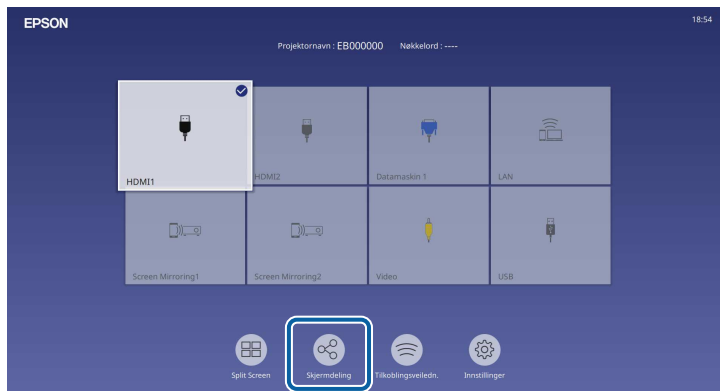 EPSON
18:54
Projektornavn : EB000000 Nøkkelord : ----
HDMI1
HDMI2
Datamaskin 1
LAN
Screen Mirroring1
Screen Mirroring2
Video
USB
Split Screen
Skjermdeling
Tilkoblingsveiledn.
Innstillinger